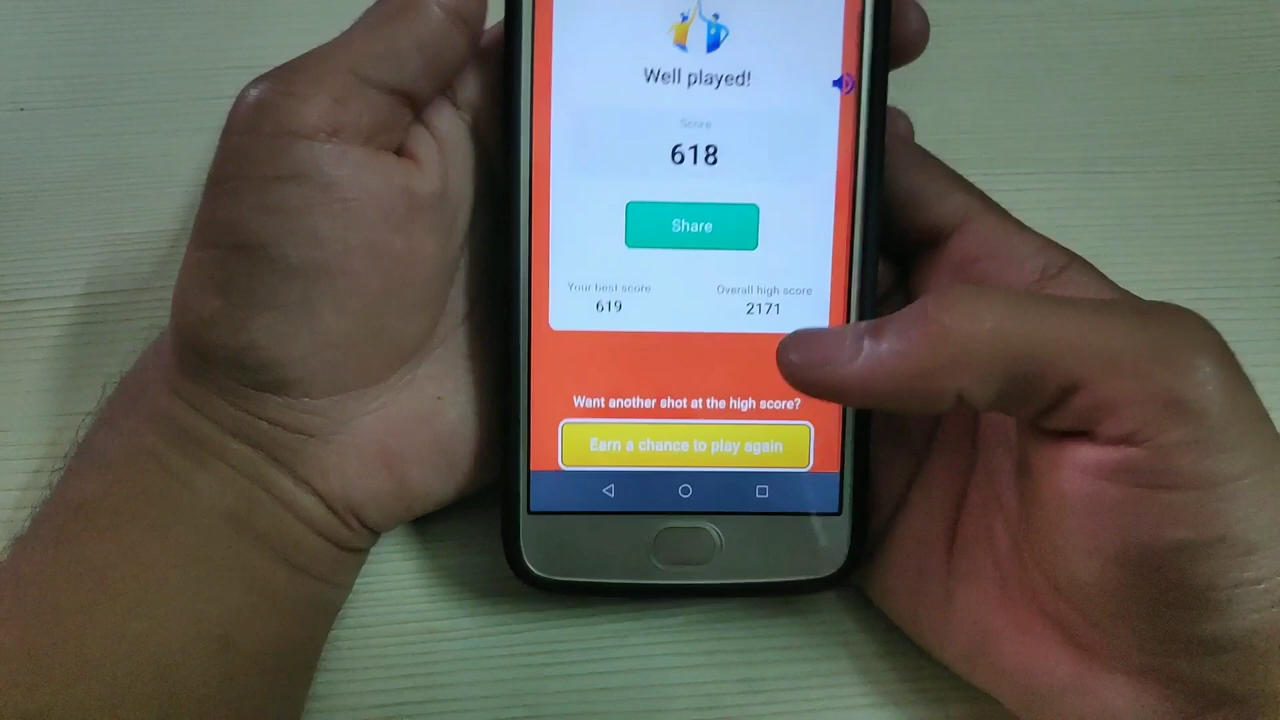 Well played!
Score
618
Share
Your best score
619
Overall high score
2171
Want another shot at the high score?
Earn a chance to play again